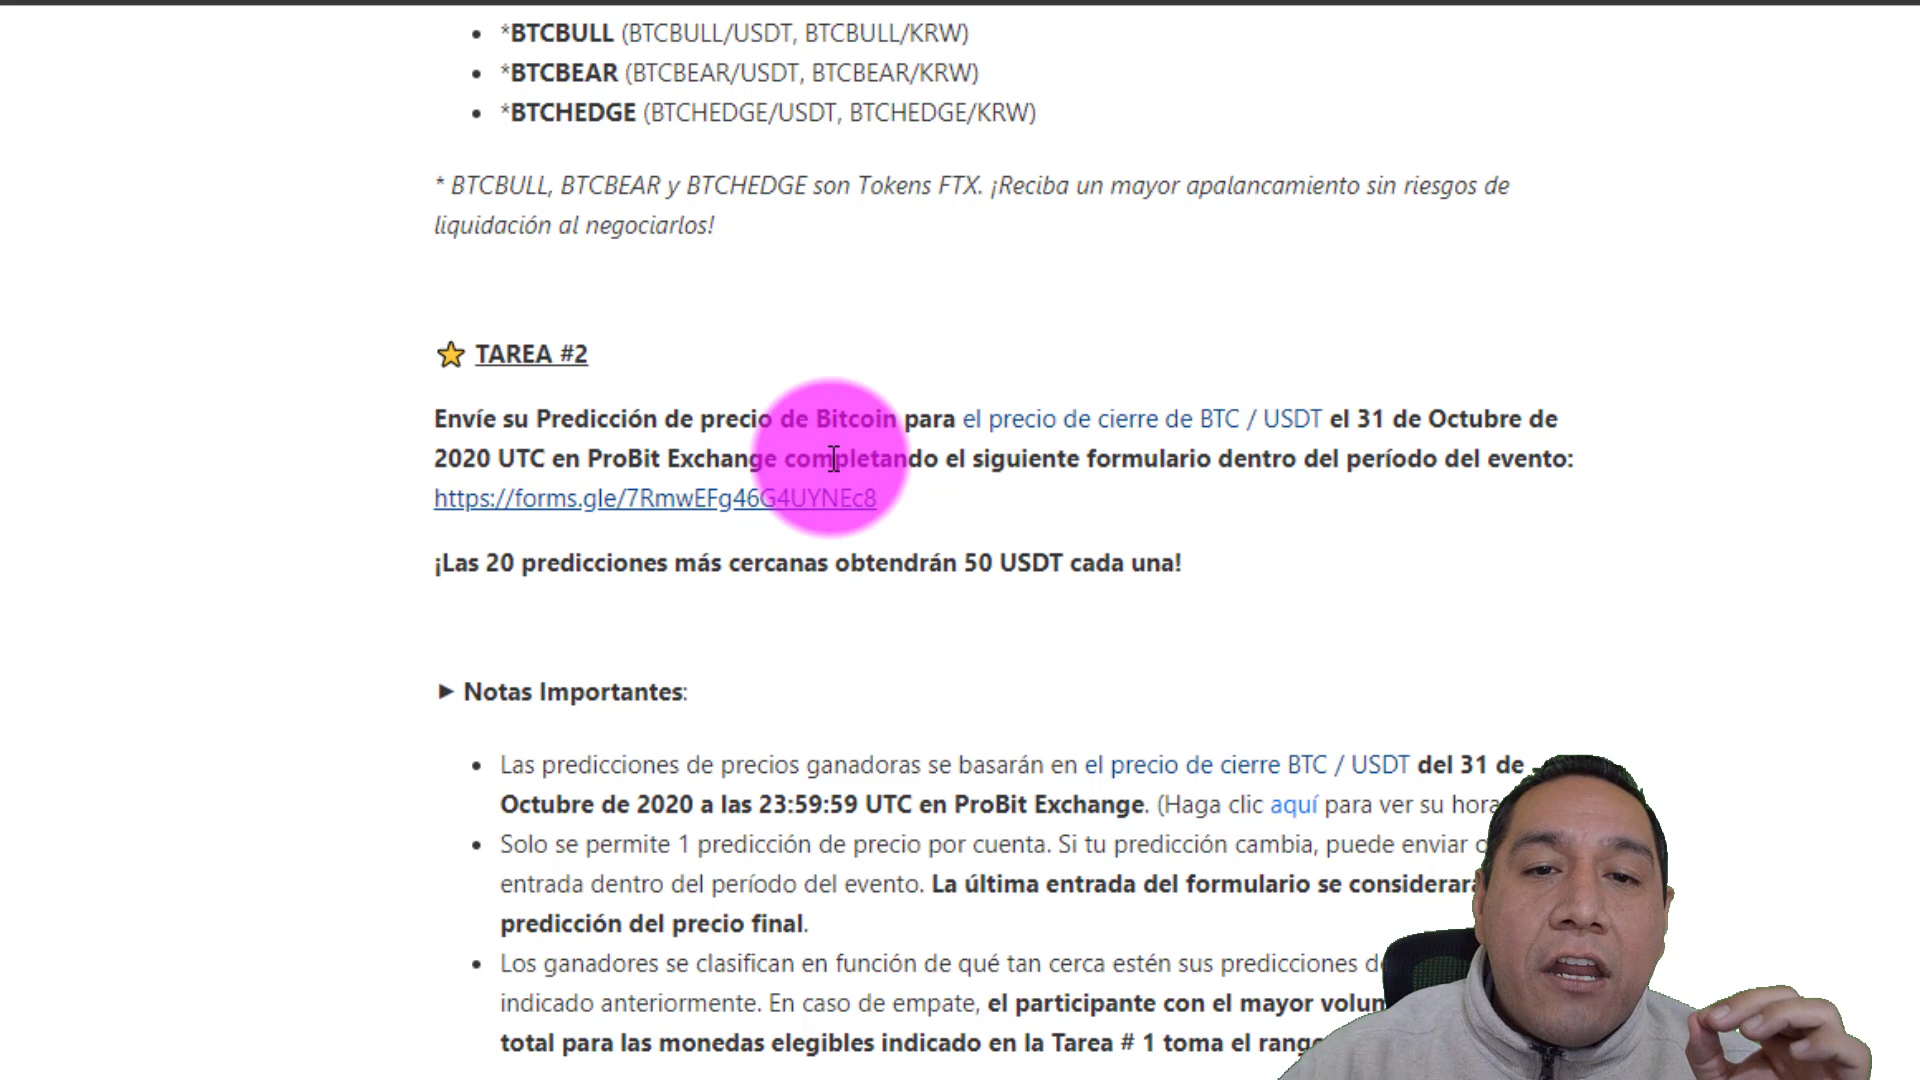 *BTCBULL (BTCBULL/USDT, BTCBULL/KRW)
*BTCBEAR (BTCBEAR/USDT, BTCBEAR/KRW)
*BTCHEDGE (BTCHEDGE/USDT, BTCHEDGE/KRW)
* BTCBULL, BTCBEAR y BTCHEDGE son Tokens FTX. ¡Reciba un mayor apalancamiento sin riesgos de
liquidación al negociarlos!
TAREA #2
Envíe su Predicción de precio de Bitcoin para el precio de cierre de BTC / USDT el 31 de Octubre de
2020 UTC en ProBit Exchange completando el siguiente formulario dentro del período del evento:
https://forms.gle/7RmwEFg46G4UYNEc8
¡Las 20 predicciones más cercanas obtendrán 50 USDT cada una!
► Notas Importantes:
Las predicciones de precios ganadoras se basarán en el precio de cierre BTC / USDT del 31 de
Octubre de 2020 a las 23:59:59 UTC en ProBit Exchange. (Haga clic aquí para ver su hora
Solo se permite 1 predicción de precio por cuenta. Si tu predicción cambia, puede enviar
entrada dentro del período del evento. La última entrada del formulario se considerará
predicción del precio final.
Los ganadores se clasifican en función de qué tan cerca estén sus predicciones
indicado anteriormente. En caso de empate, el participante con el mayor
total para las monedas elegibles indicado en la Tarea # 1 toma el